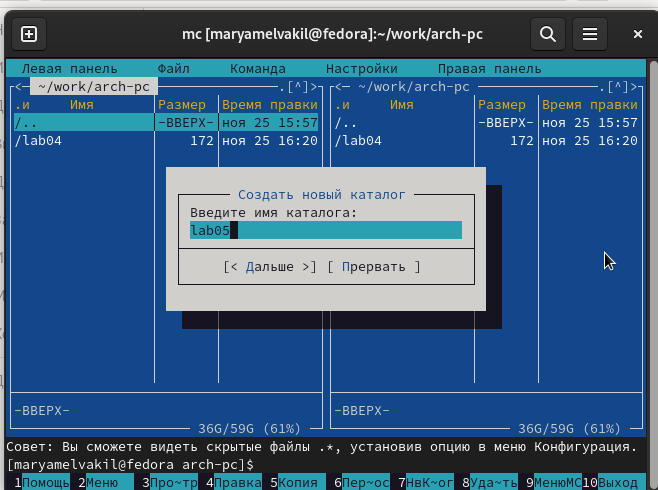 mc [maryamelvakil@fedora]:~/work/arch-pc
Левая панель Файл Команда Настройки Правая панель
<─ ~/work/arch-pc .[^]> <─ ~/work/arch-pc .[^]>
.и Имя Размер Время правки .и Имя Размер Время правки
/.. -ВВЕРХ- ноя 25 15:57 /.. -ВВЕРХ- ноя 25 15:57
/lab04 172 ноя 25 16:20 /lab04 172 ноя 25 16:20
Создать новый каталог
Введите имя каталога:
lab05
[< Дальше >] [ Прервать ]
-ВВЕРХ- -ВВЕРХ-
36G/59G (61%) 36G/59G (61%)
Совет: Вы сможете видеть скрытые файлы .*, установив опцию в меню Конфигурация.
[maryamelvakil@fedora arch-pc]$
1Помощь 2Меню 3Про~тр 4Правка 5Копия 6Пер~ос 7НвК~ог 8Уда~ть 9МенюMC 10Выход